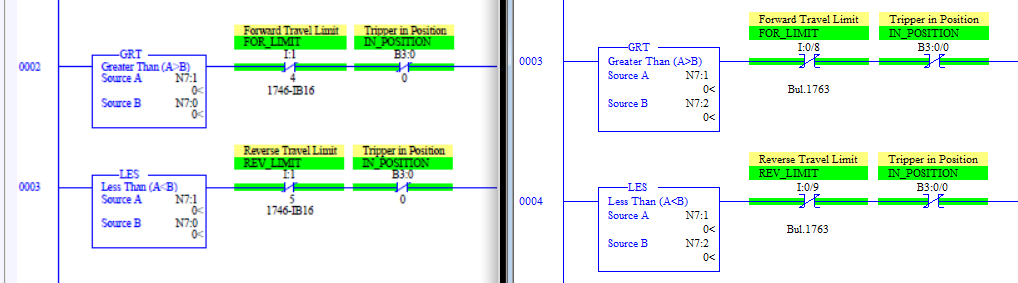 Forward Travel Limit Tripper in Position
FOR_LIMIT IN_POSITION
GRT I:1 B3:0
0002
Greater Than (A>B)
Source A N7:1 4 0
0< 1746-IB16
Source B N7:0
0<
Reverse Travel Limit Tripper in Position
REV_LIMIT IN_POSITION
LES I:1 B3:0
0003
Less Than (A<B)
Source A N7:1 5 0
0< 1746-IB16
Source B N7:0
0<
Forward Travel Limit Tripper in Position
FOR_LIMIT IN_POSITION
GRT I:0/8 B3:0/0
0003
Greater Than (A>B)
Source A N7:1
0< Bul.1763
Source B N7:2
0<
Reverse Travel Limit Tripper in Position
REV_LIMIT IN_POSITION
LES I:0/9 B3:0/0
0004
Less Than (A<B)
Source A N7:1
0< Bul.1763
Source B N7:2
0<